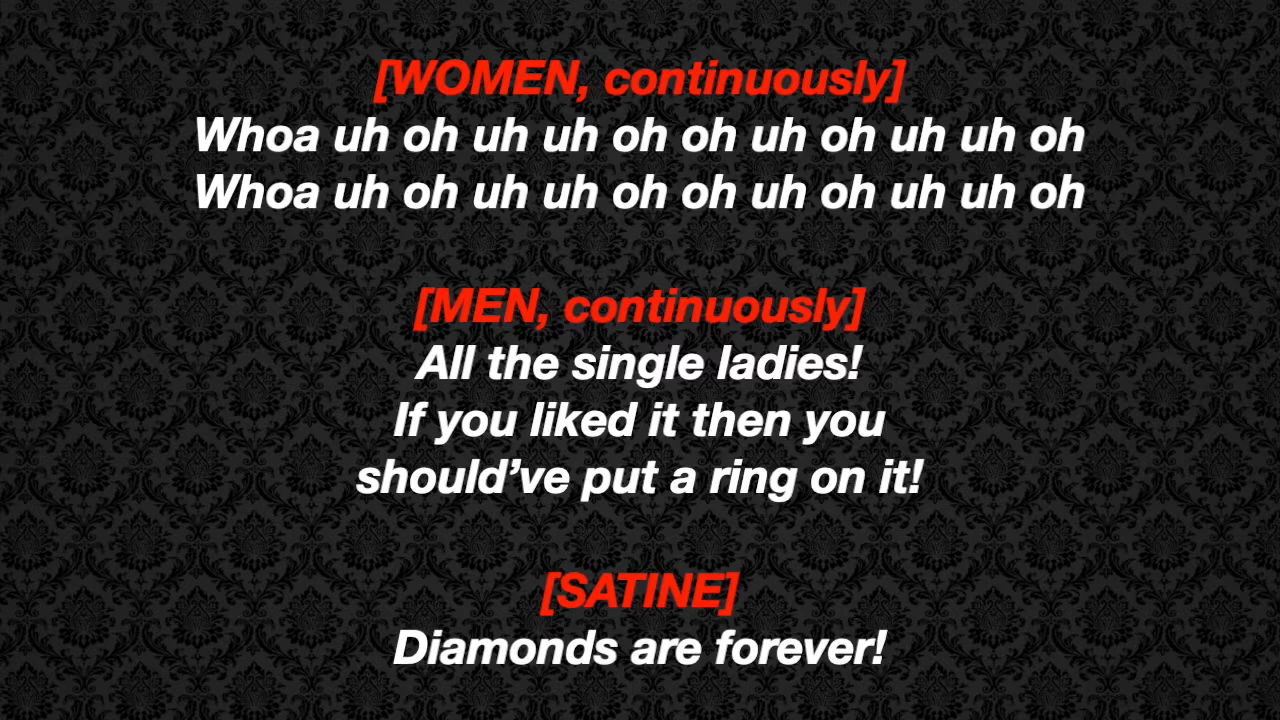 [WOMEN, continuously]
Whoa uh oh uh uh oh oh uh oh uh uh oh
Whoa uh oh uh uh oh oh uh oh uh uh oh
[MEN, continuously]
All the single ladies!
If you liked it then you
should’ve put a ring on it!
[SATINE]
Diamonds are forever!